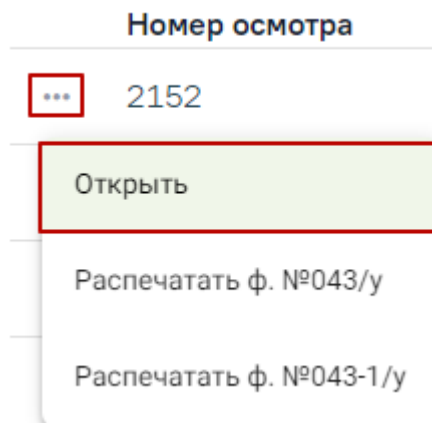 Номер осмотра
••• 2152
Открыть
Распечатать ф. №043/у
Распечатать ф. №043-1/у